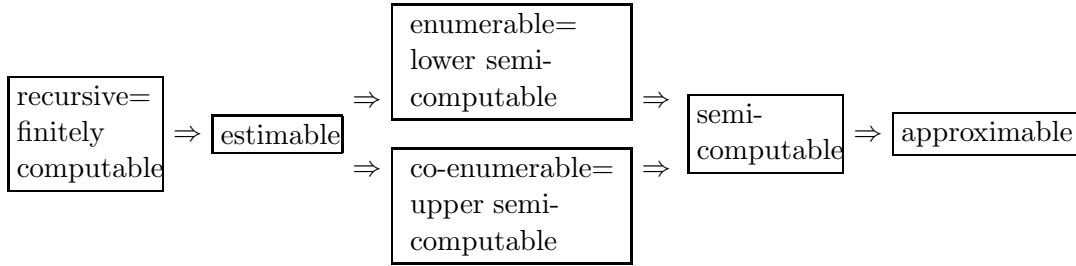 recursive=
finitely
computable
⇒
estimable
⇒
enumerable=
lower semi-
computable
⇒
⇒
co-enumerable=
upper semi-
computable
⇒
semi-
computable
⇒
approximable